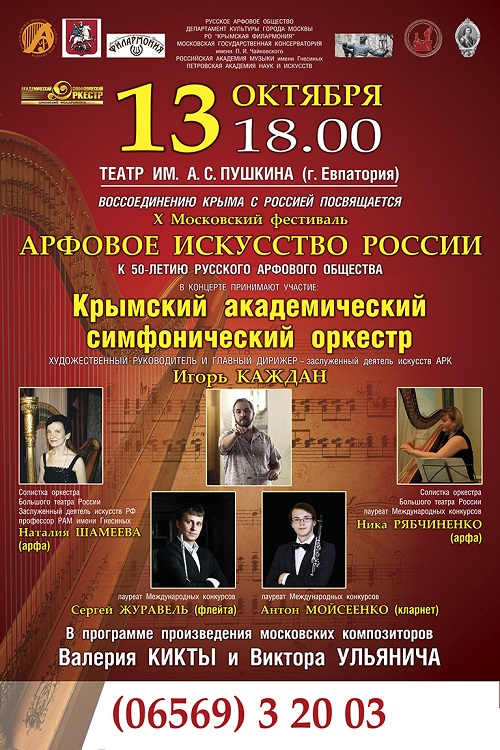 РУССКОЕ АРФОВОЕ ОБЩЕСТВО
ДЕПАРТАМЕНТ КУЛЬТУРЫ ГОРОДА МОСКВЫ
РО "КРЫМСКАЯ ФИЛАРМОНИЯ"
МОСКОВСКАЯ ГОСУДАРСТВЕННАЯ КОНСЕРВАТОРИЯ
имени П. И. Чайковского
РОССИЙСКАЯ АКАДЕМИЯ МУЗЫКИ имени Гнесиных
ПЕТРОВСКАЯ АКАДЕМИЯ НАУК И ИСКУССТВ
ФИЛАРМОНИЯ
АКАДЕМИЧЕСКИЙ СИМФОНИЧЕСКИЙ
ОРКЕСТР
13 ОКТЯБРЯ
18.00
ТЕАТР ИМ. А. С. ПУШКИНА (г. Евпатория)
ВОССОЕДИНЕНИЮ КРЫМА С РОССИЕЙ ПОСВЯЩАЕТСЯ
X Московский фестиваль
АРФОВОЕ ИСКУССТВО РОССИИ
К 50-ЛЕТИЮ РУССКОГО АРФОВОГО ОБЩЕСТВА
В КОНЦЕРТЕ ПРИНИМАЮТ УЧАСТИЕ:
Крымский академический
симфонический оркестр
ХУДОЖЕСТВЕННЫЙ РУКОВОДИТЕЛЬ И ГЛАВНЫЙ ДИРИЖЕР – заслуженный деятель искусств АРК
Игорь КАЖДАН
Солистка оркестра
Большого театра России
Заслуженный деятель искусств РФ
профессор РАМ имени Гнесиных
Наталия ШАМЕЕВА
(арфа)
Солистка оркестра
Большого театра России
лауреат Международных конкурсов
Ника РЯБЧИНЕНКО
(арфа)
лауреат Международных конкурсов
Сергей ЖУРАВЕЛЬ (флейта)
лауреат Международных конкурсов
Антон МОЙСЕЕНКО (кларнет)
В программе произведения московских композиторов
Валерия КИКТЫ и Виктора УЛЬЯНИЧА
(06569) 3 20 03